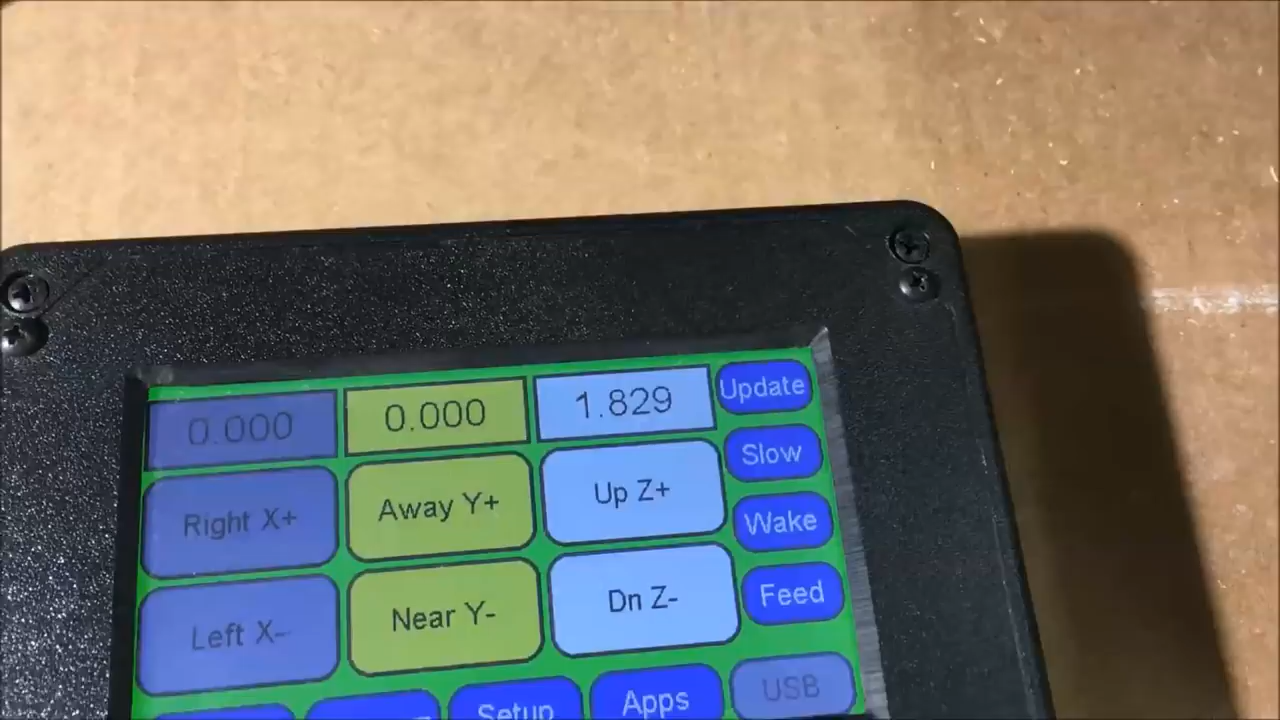 0.000 0.000 1.829 Update
Slow
Right X+ Away Y+ Up Z+
Wake
Left X- Near Y- Dn Z- Feed
Setup Apps USB